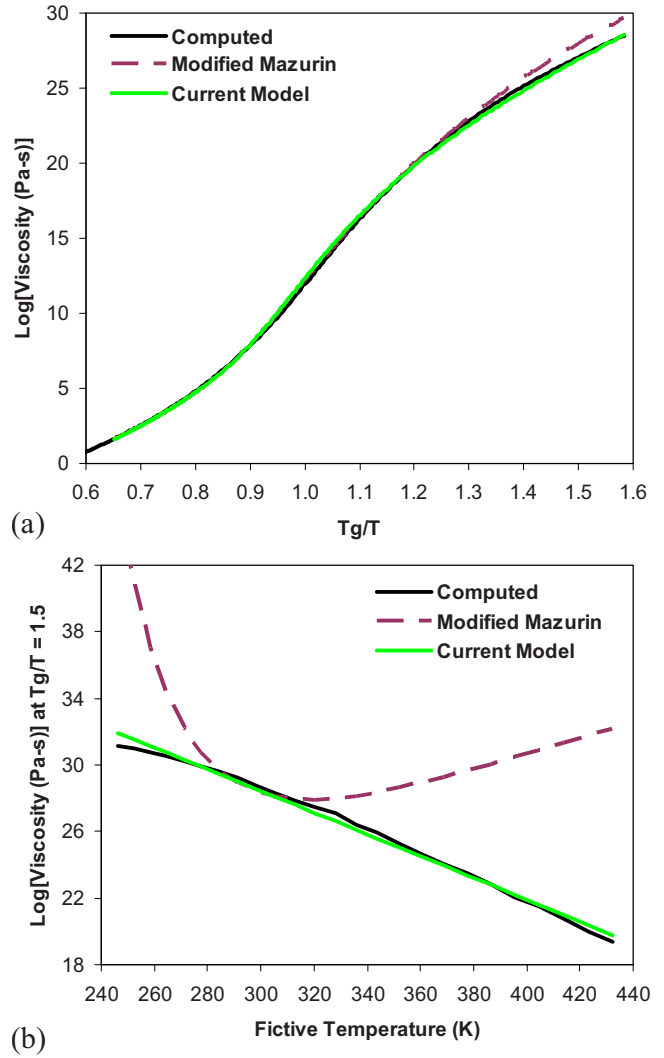 30
25
20
15
10
5
0
Log[Viscosity (Pa-s)]
Computed
Modified Mazurin
Current Model
0.6 0.7 0.8 0.9 1.0 1.1 1.2 1.3 1.4 1.5 1.6
Tg/T
(a)
42
38
34
30
26
22
18
Log[Viscosity (Pa-s)] at Tg/T = 1.5
Computed
Modified Mazurin
Current Model
240 260 280 300 320 340 360 380 400 420 440
Fictive Temperature (K)
(b)